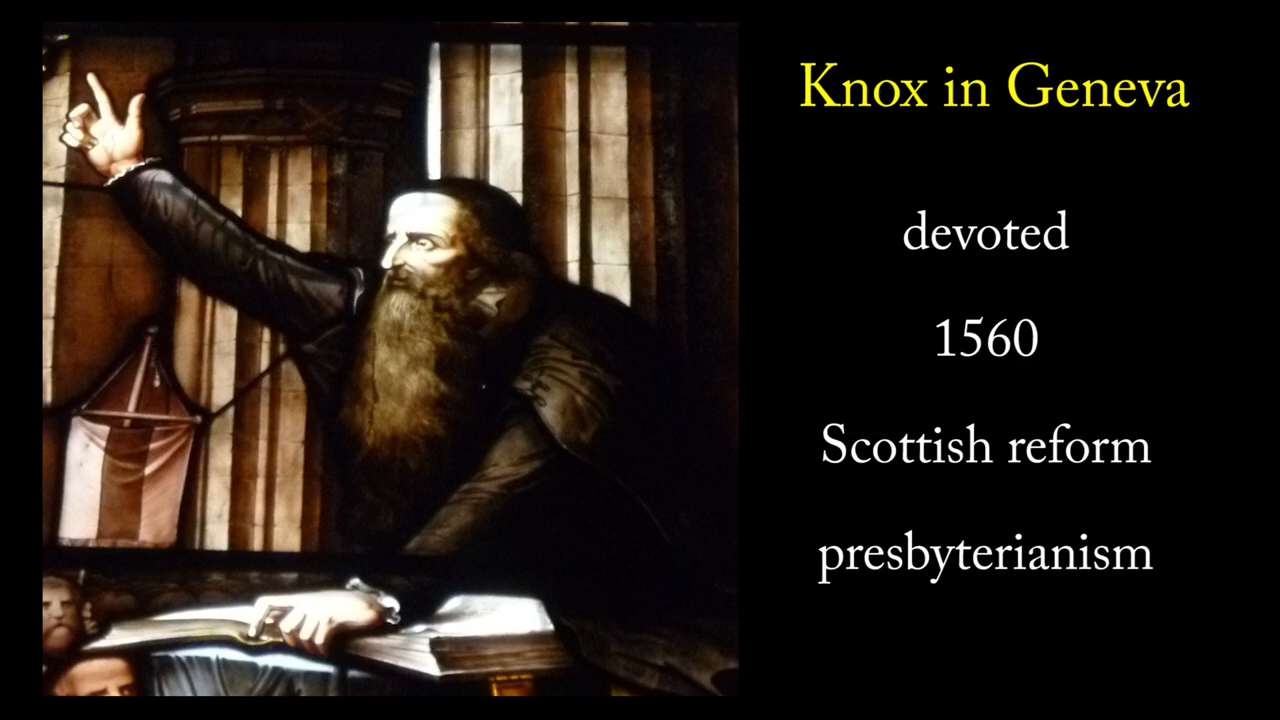 Knox in Geneva
devoted
1560
Scottish reform
presbyterianism